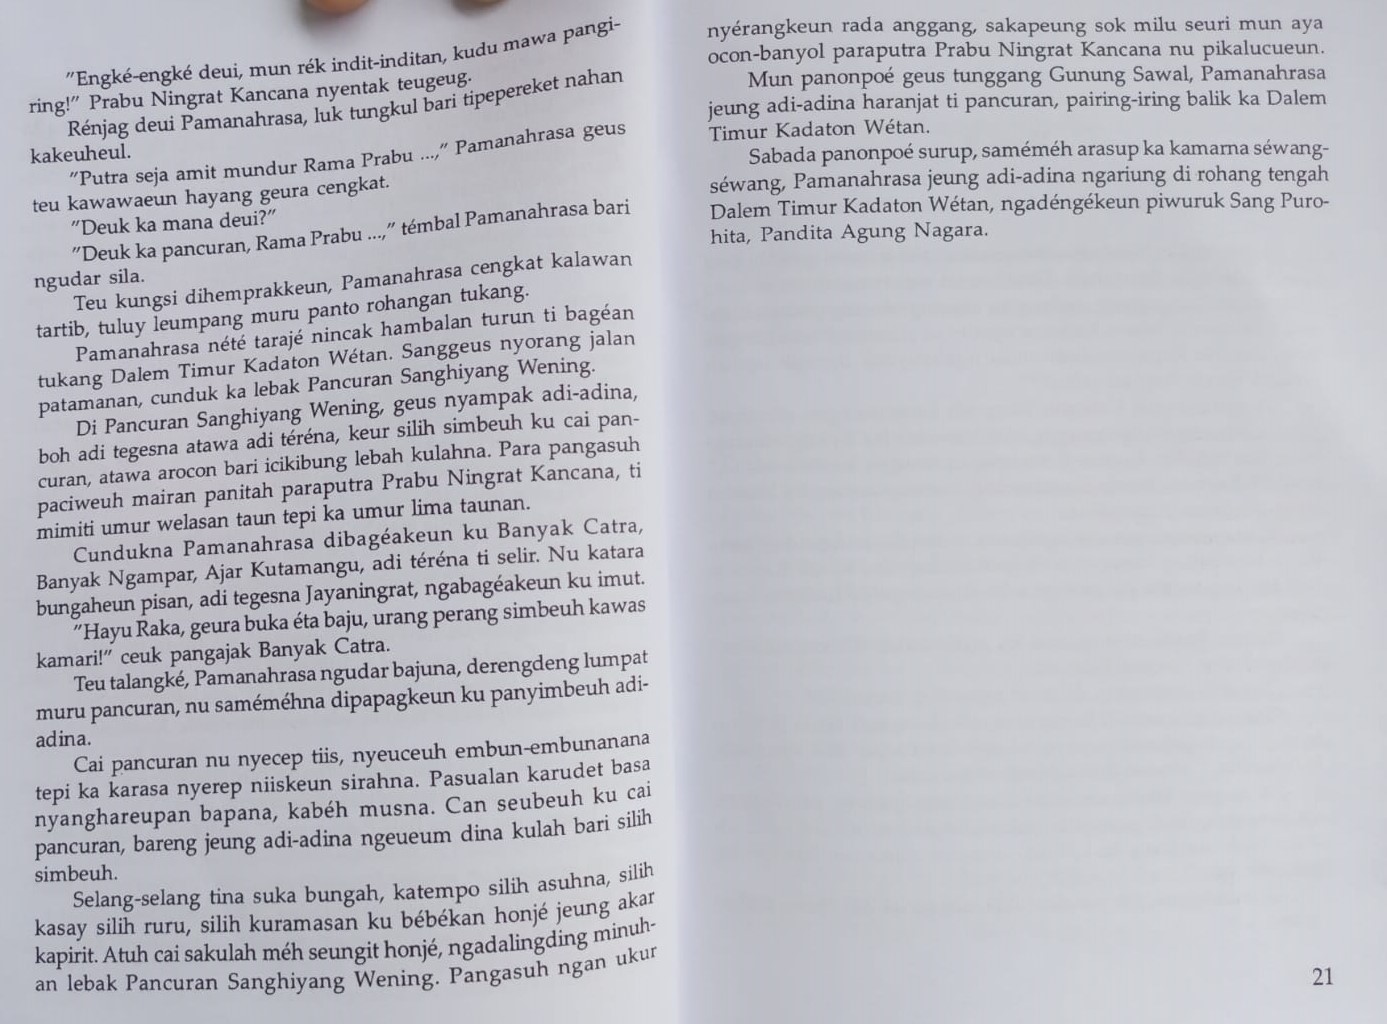 "Engké-engké deui, mun rék indit-inditan, kudu mawa pangi-
ring!" Prabu Ningrat Kancana nyentak teugeug.
Rénjag deui Pamanahrasa, luk tungkul bari tipepereket nahan
kakeuheul.
"Putra seja amit mundur Rama Prabu ...," Pamanahrasa geus
teu kawawaeun hayang geura cengkat.
"Deuk ka mana deui?"
"Deuk ka pancuran, Rama Prabu ...," témbal Pamanahrasa bari
ngudar sila.
Teu kungsi dihemprakkeun, Pamanahrasa cengkat kalawan
tartib, tuluy leumpang muru panto rohangan tukang.
Pamanahrasa nété tarajé nincak hambalan turun ti bagéan
tukang Dalem Timur Kadaton Wétan. Sanggeus nyorang jalan
patamanan, cunduk ka lebak Pancuran Sanghiyang Wening.
Di Pancuran Sanghiyang Wening, geus nyampak adi-adina,
boh adi tegesna atawa adi téréna, keur silih simbeuh ku cai pan-
curan, atawa arocon bari icikibung lebah kulahna. Para pangasuh
paciweuh mairan panitah paraputra Prabu Ningrat Kancana, ti
mimiti umur welasan taun tepi ka umur lima taunan.
Cundukna Pamanahrasa dibagéakeun ku Banyak Catra,
Banyak Ngampar, Ajar Kutamangu, adi téréna ti selir. Nu katara
bungaheun pisan, adi tegesna Jayaningrat, ngabagéakeun ku imut.
"Hayu Raka, geura buka éta baju, urang perang simbeuh kawas
kamari!" ceuk pangajak Banyak Catra.
Teu talangké, Pamanahrasa ngudar bajuna, derengdeng lumpat
muru pancuran, nu saméméhna dipapagkeun ku panyimbeuh adi-
adina.
Cai pancuran nu nyecep tiis, nyeuceuh embun-embunanana
tepi ka karasa nyerep niiskeun sirahna. Pasualan karudet basa
nyanghareupan bapana, kabéh musna. Can seubeuh ku cai
pancuran, bareng jeung adi-adina ngeueum dina kulah bari silih
simbeuh.
Selang-selang tina suka bungah, katempo silih asuhna, silih
kasay silih ruru, silih kuramasan ku bébékan honjé jeung akar
kapirit. Atuh cai sakulah méh seungit honjé, ngadalingding minuh-
an lebak Pancuran Sanghiyang Wening. Pangasuh ngan ukur
nyérangkeun rada anggang, sakapeung sok milu seuri mun aya
ocon-banyol paraputra Prabu Ningrat Kancana nu pikalucueun.
Mun panonpoé geus tunggang Gunung Sawal, Pamanahrasa
jeung adi-adina haranjat ti pancuran, pairing-iring balik ka Dalem
Timur Kadaton Wétan.
Sabada panonpoé surup, saméméh arasup ka kamarna séwang-
séwang, Pamanahrasa jeung adi-adina ngariung di rohang tengah
Dalem Timur Kadaton Wétan, ngadéngékeun piwuruk Sang Puro-
hita, Pandita Agung Nagara.
21